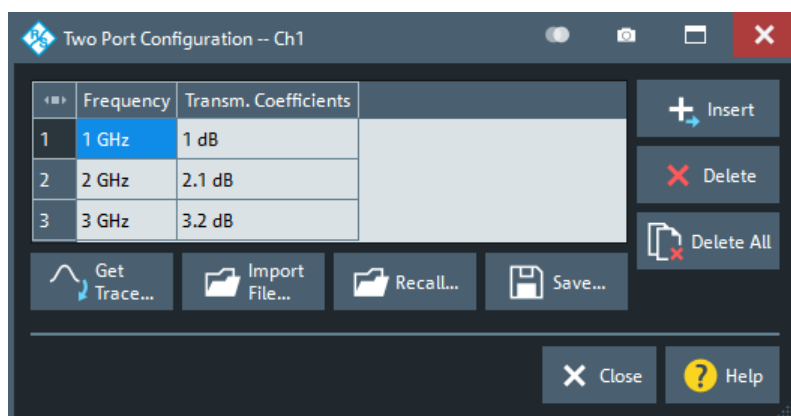 Two Port Configuration -- Ch1
Frequency Transm. Coefficients
1 1 GHz 1 dB
2 2 GHz 2.1 dB
3 3 GHz 3.2 dB
Insert
Delete
Delete All
Get Trace...
Import File...
Recall...
Save...
Close
Help